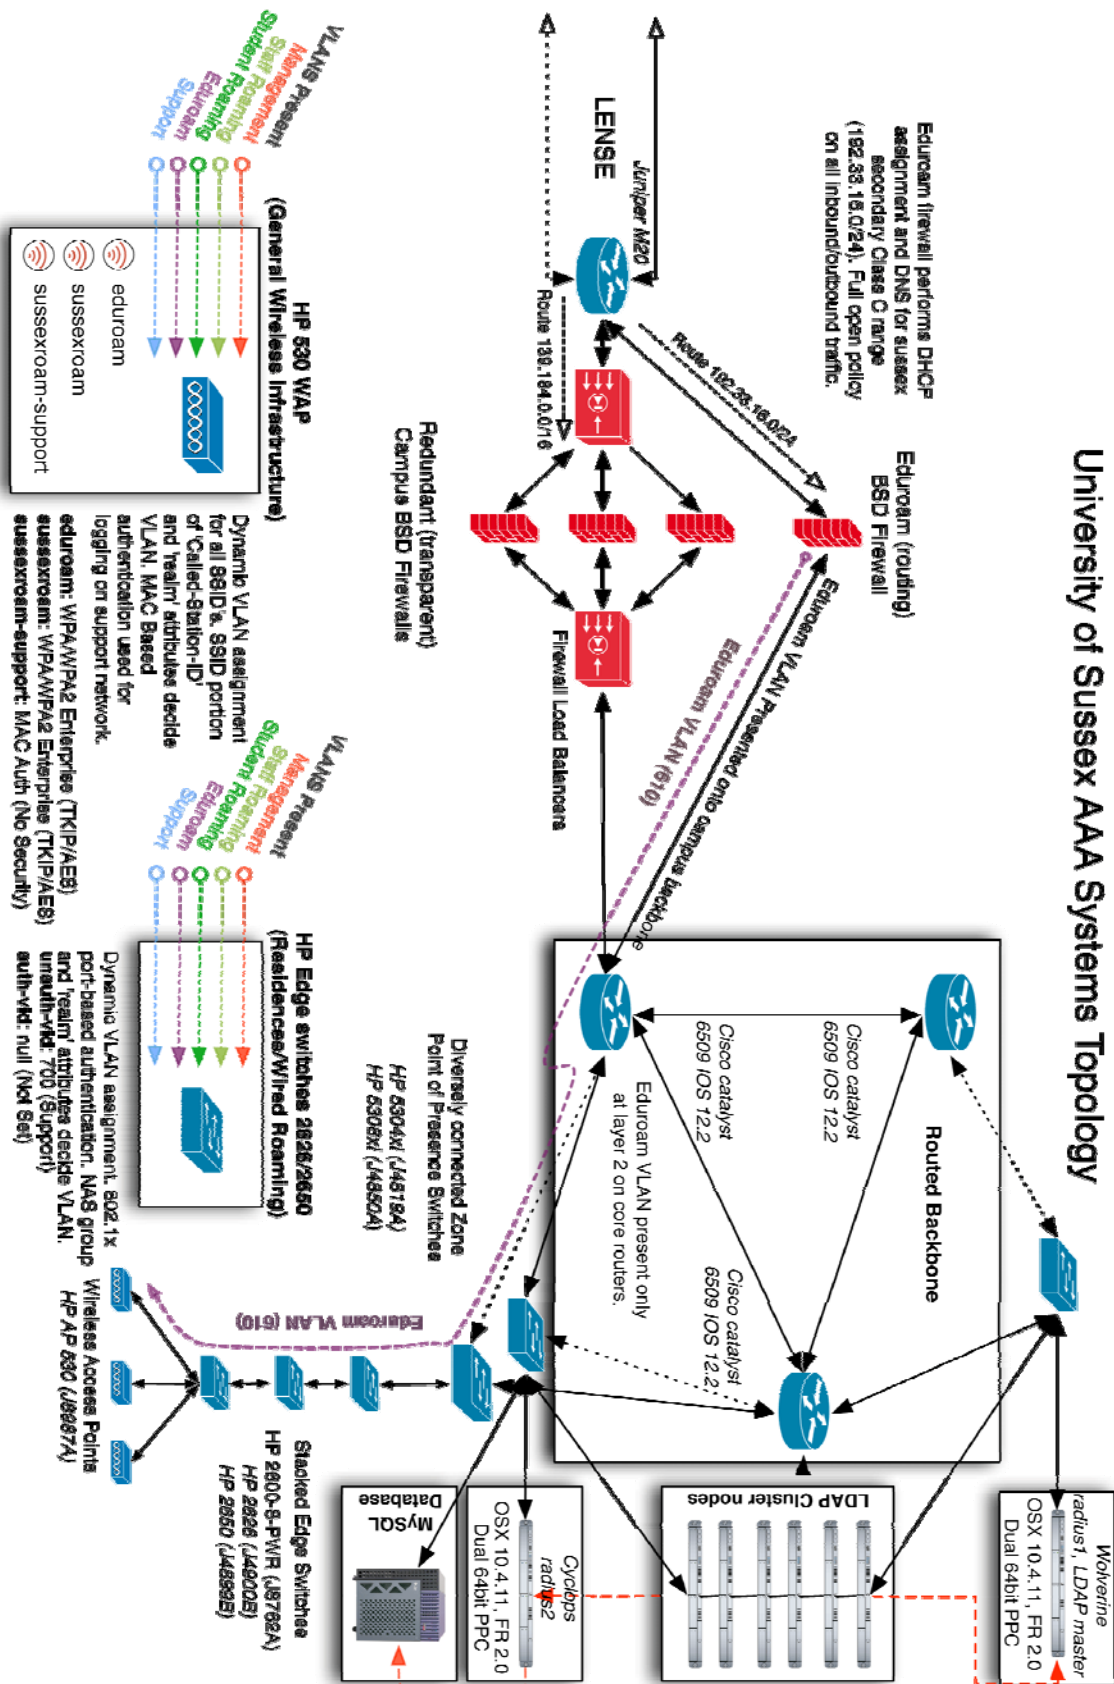 University of Sussex AAA Systems Topology
Eduroam firewall performs DHCP
assignment and DNS for sussex
secondary Class C range
(192.33.16.0/24). Full open policy
on all inbound/outbound traffic.
Eduroam (routing)
BSD Firewall
Juniper M20
LENSE
Route 192.33.16.0/24
Route 139.184.0.0/16
Redundant (transparent)
Campus BSD Firewalls
Firewall Load Balancers
Eduroam VLAN Presented onto campus backbone
Eduroam VLAN (610)
Routed Backbone
Cisco catalyst
6509 IOS 12.2
Cisco catalyst
6509 IOS 12.2
Cisco catalyst
6509 IOS 12.2
Eduroam VLAN present only
at layer 2 on core routers.
Wolverine
radius1, LDAP master
OSX 10.4.11, FR 2.0
Dual 64bit PPC
LDAP Cluster nodes
Cyclops
radius2
OSX 10.4.11, FR 2.0
Dual 64bit PPC
MySQL
Database
Diversely connected Zone
Point of Presence Switches
HP 5304xl (J4819A)
HP 5308xl (J4850A)
Eduroam VLAN (610)
Stacked Edge Switches
HP 2600-8-PWR (J8762A)
HP 2626 (J4900B)
HP 2650 (J4899B)
Wireless Access Points
HP AP 530 (J8987A)
VLANS Present
Management
Staff Roaming
Student Roaming
Eduroam
Support
HP 530 WAP
(General Wireless Infrastructure)
eduroam
sussexroam
sussexroam-support
Dynamic VLAN assignment
for all SSID's. SSID portion
of 'Called-Station-ID'
and 'realm' attributes decide
VLAN. MAC Based
authentication used for
logging on support network.
eduroam: WPA/WPA2 Enterprise (TKIP/AES)
sussexroam: WPA/WPA2 Enterprise (TKIP/AES)
sussexroam-support: MAC Auth (No Security)
VLANS Present
Management
Staff Roaming
Student Roaming
Eduroam
Support
HP Edge switches 2626/2650
(Residences/Wired Roaming)
Dynamic VLAN assignment. 802.1x
port-based authentication. NAS group
and 'realm' attributes decide VLAN.
unauth-vid: 700 (Support)
auth-vid: null (Not Set)